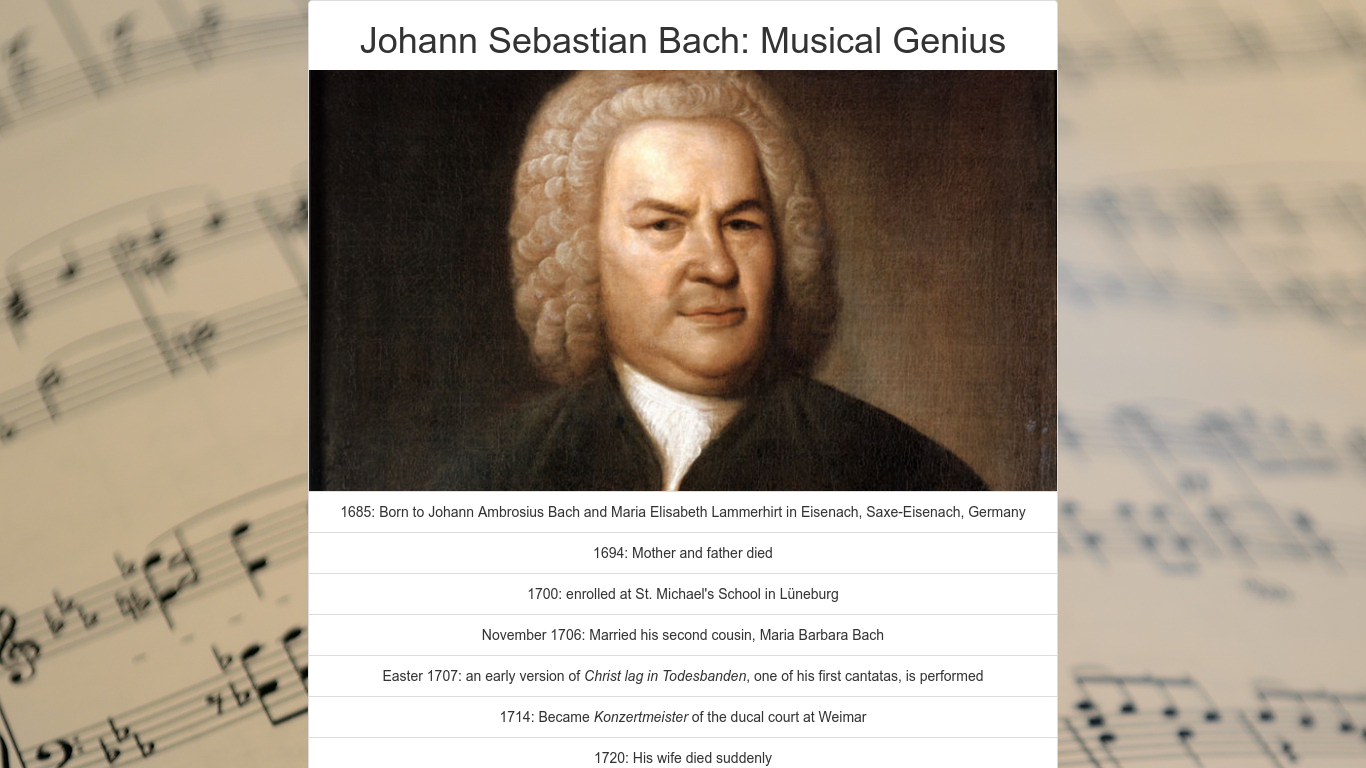 Johann Sebastian Bach: Musical Genius
1685: Born to Johann Ambrosius Bach and Maria Elisabeth Lammerhirt in Eisenach, Saxe-Eisenach, Germany
1694: Mother and father died
1700: enrolled at St. Michael's School in Lüneburg
November 1706: Married his second cousin, Maria Barbara Bach
Easter 1707: an early version of Christ lag in Todesbanden, one of his first cantatas, is performed
1714: Became Konzertmeister of the ducal court at Weimar
1720: His wife died suddenly